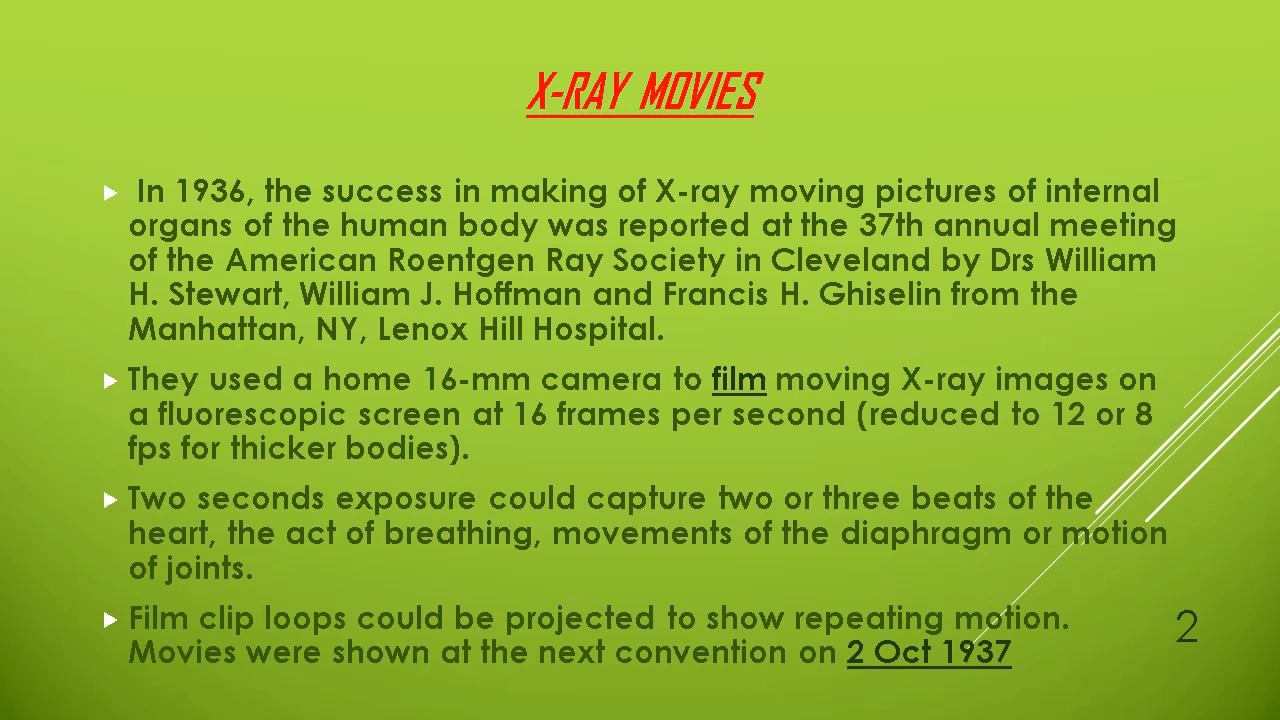 X-RAY MOVIES
In 1936, the success in making of X-ray moving pictures of internal
organs of the human body was reported at the 37th annual meeting
of the American Roentgen Ray Society in Cleveland by Drs William
H. Stewart, William J. Hoffman and Francis H. Ghiselin from the
Manhattan, NY, Lenox Hill Hospital.
They used a home 16-mm camera to film moving X-ray images on
a fluorescopic screen at 16 frames per second (reduced to 12 or 8
fps for thicker bodies).
Two seconds exposure could capture two or three beats of the
heart, the act of breathing, movements of the diaphragm or motion
of joints.
Film clip loops could be projected to show repeating motion.
Movies were shown at the next convention on 2 Oct 1937
2